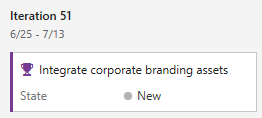 Iteration 51
6/25 - 7/13
Integrate corporate branding assets
State New